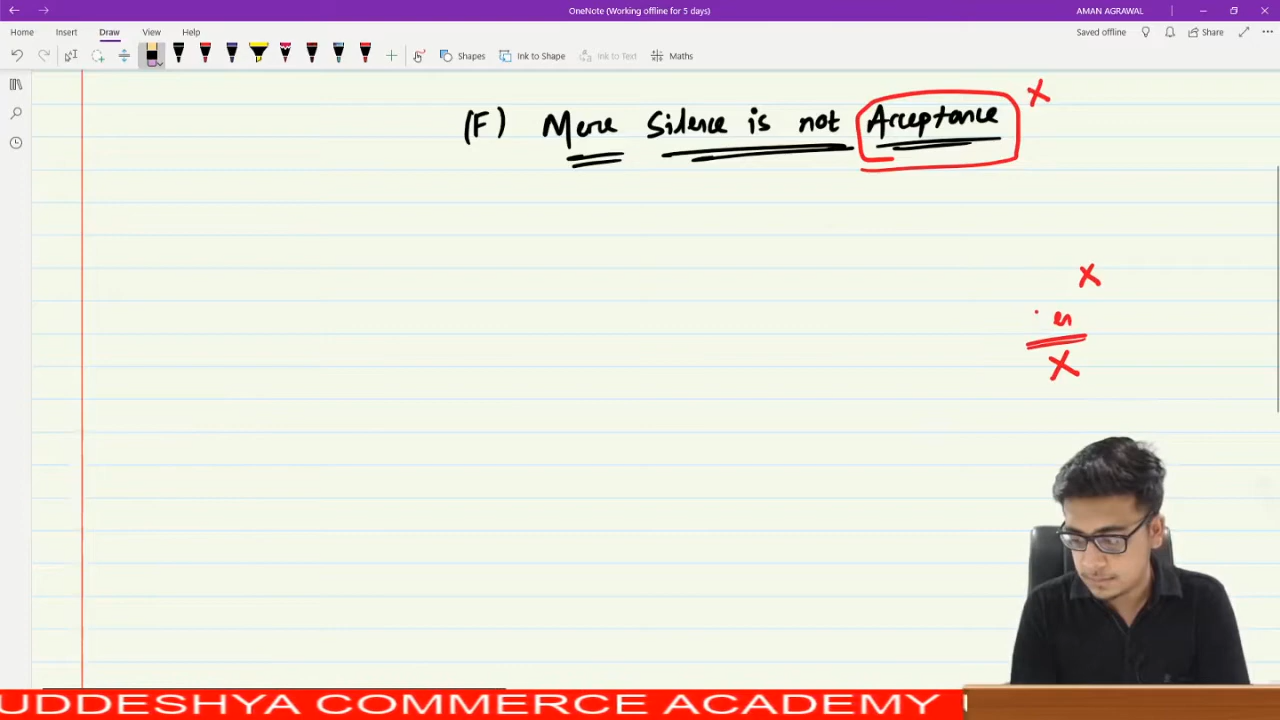 OneNote (Working offline for 5 days)
AMAN AGRAWAL
Home Insert Draw View Help
Saved offline
Share
Shapes
Ink to Shape
Ink to Text
Maths
(F) Mere Silence is not Acceptance X
X
X
UDDESHYA COMMERCE ACADEMY